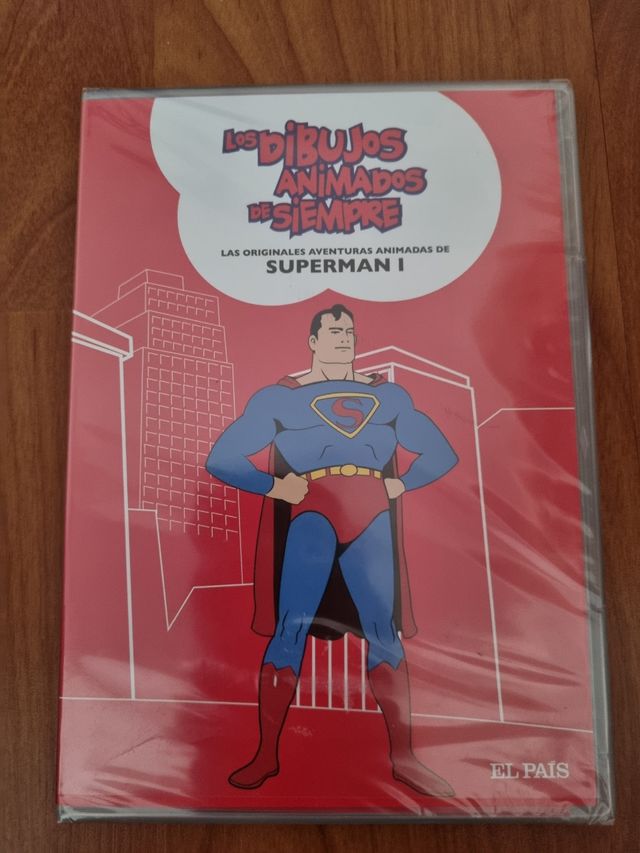 LOS DIBUJOS
ANIMADOS
DE SIEMPRE
LAS ORIGINALES AVENTURAS ANIMADAS DE
SUPERMAN I
S
EL PAÍS